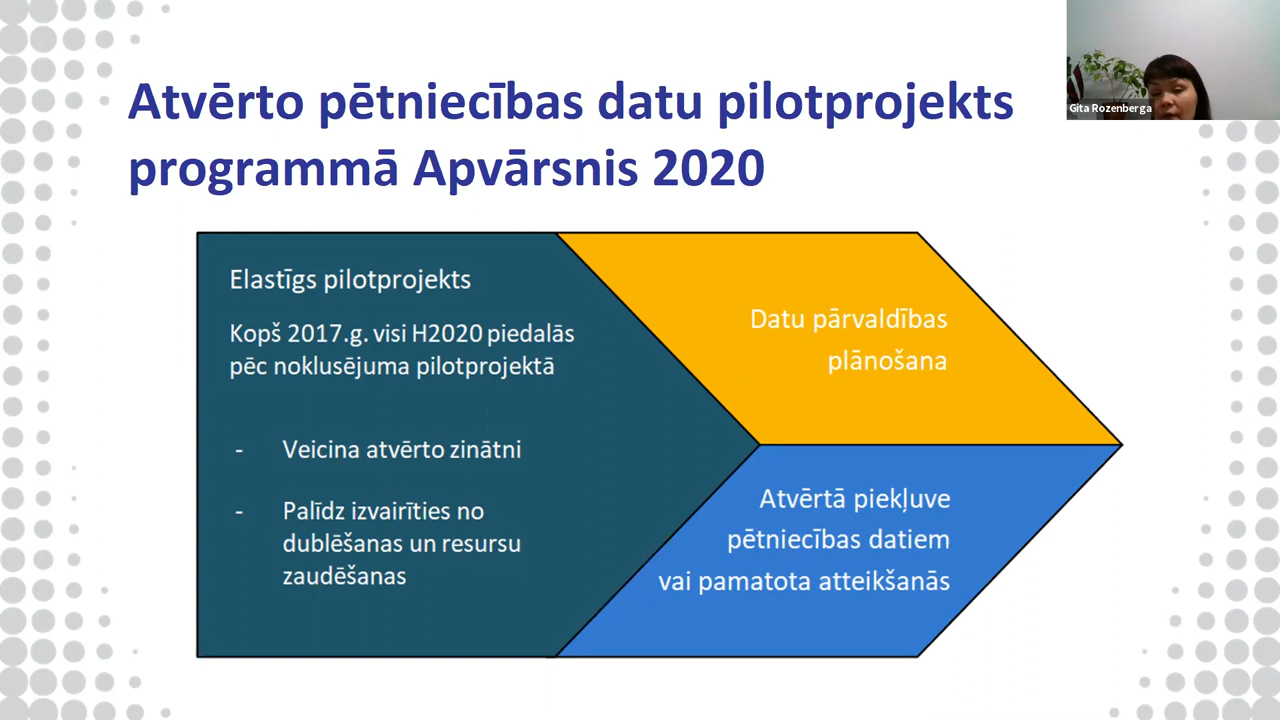 Atvērto pētniecības datu pilotprojekts
programmā Apvārsnis 2020
Gita Rozenberga
Elastīgs pilotprojekts
Kopš 2017.g. visi H2020 piedalās
pēc noklusējuma pilotprojektā
- Veicina atvērto zinātni
- Palīdz izvairīties no
dublēšanas un resursu
zaudēšanas
Datu pārvaldības
plānošana
Atvērtā piekļuve
pētniecības datiem
vai pamatota atteikšanās